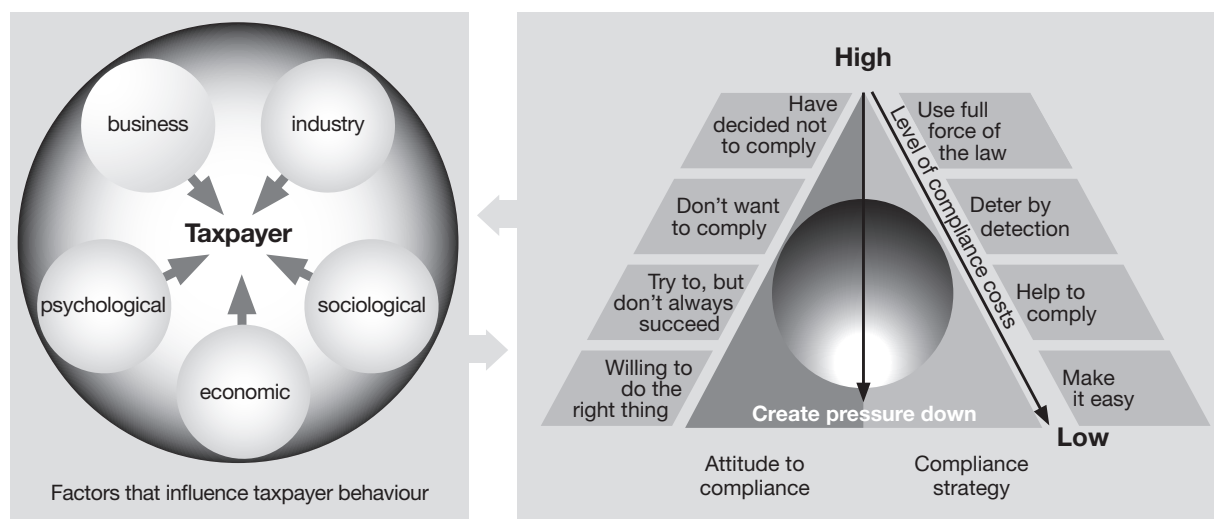 business
industry
Taxpayer
psychological
sociological
economic
Factors that influence taxpayer behaviour
High
Have
decided not
to comply
Don't want
to comply
Try to, but
don't always
succeed
Willing to
do the
right thing
Level of compliance costs
Use full
force of
the law
Deter by
detection
Help to
comply
Make
it easy
Create pressure down
Low
Attitude to
compliance
Compliance
strategy